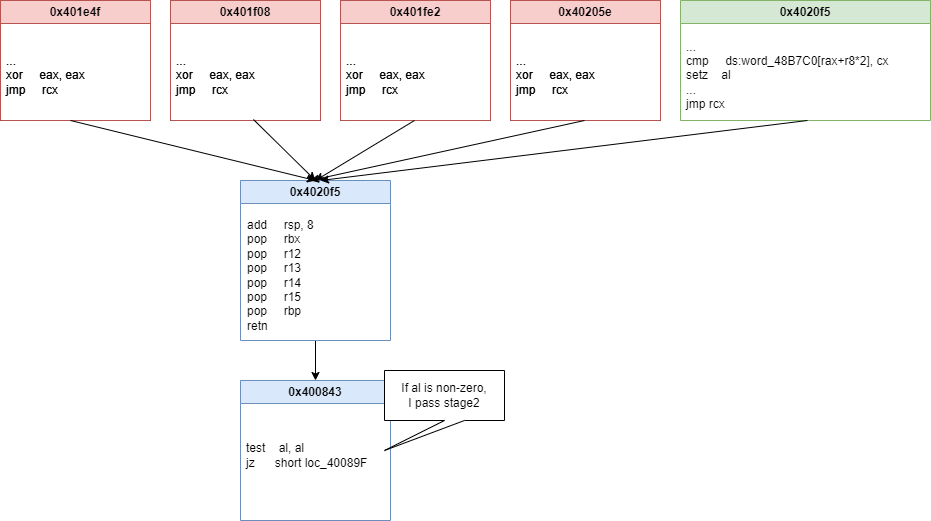 0x401e4f
...
xor eax, eax
jmp rcx
0x401f08
...
xor eax, eax
jmp rcx
0x401fe2
...
xor eax, eax
jmp rcx
0x40205e
...
xor eax, eax
jmp rcx
0x4020f5
...
cmp ds:word_48B7C0[rax+r8*2], cx
setz al
...
jmp rcx
0x4020f5
add rsp, 8
pop rbx
pop r12
pop r13
pop r14
pop r15
pop rbp
retn
0x400843
test al, al
jz short loc_40089F
If al is non-zero,
I pass stage2